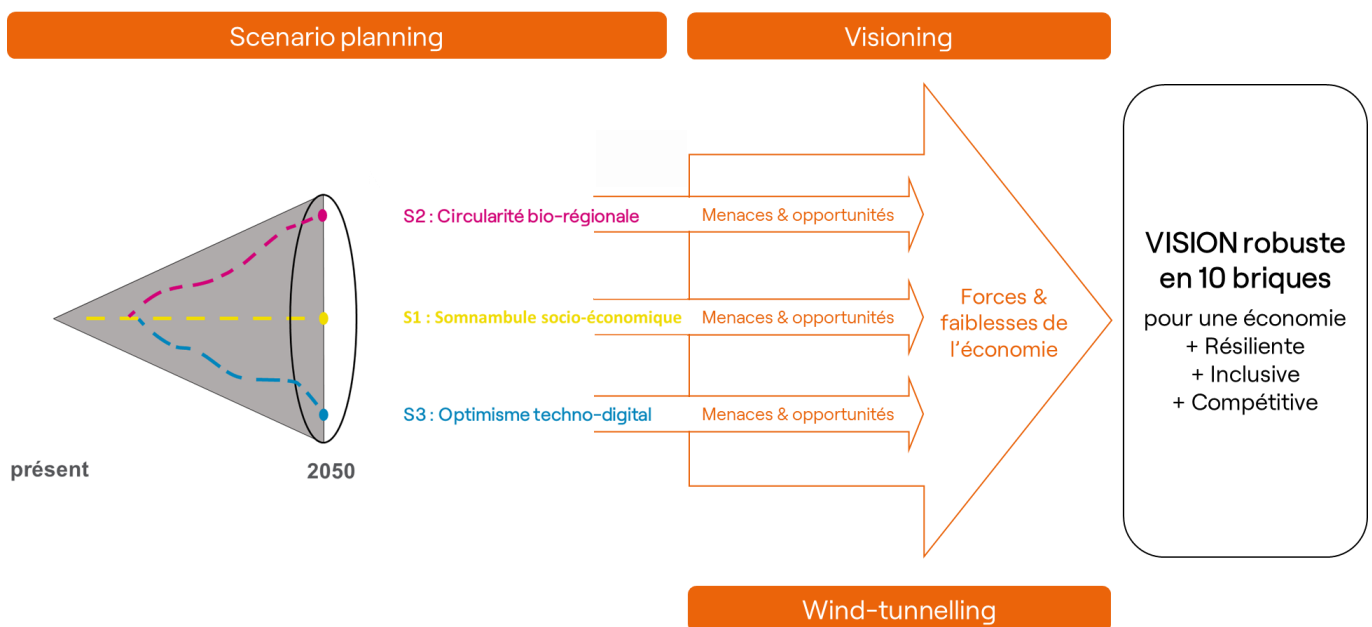 Scenario planning
Visioning
S2 : Circularité bio-régionale
Menaces & opportunités
S1 : Somnambule socio-économique
Menaces & opportunités
S3 : Optimisme techno-digital
Menaces & opportunités
présent
2050
Forces &
faiblesses de
l'économie
VISION robuste
en 10 briques
pour une économie
+ Résiliente
+ Inclusive
+ Compétitive
Wind-tunnelling